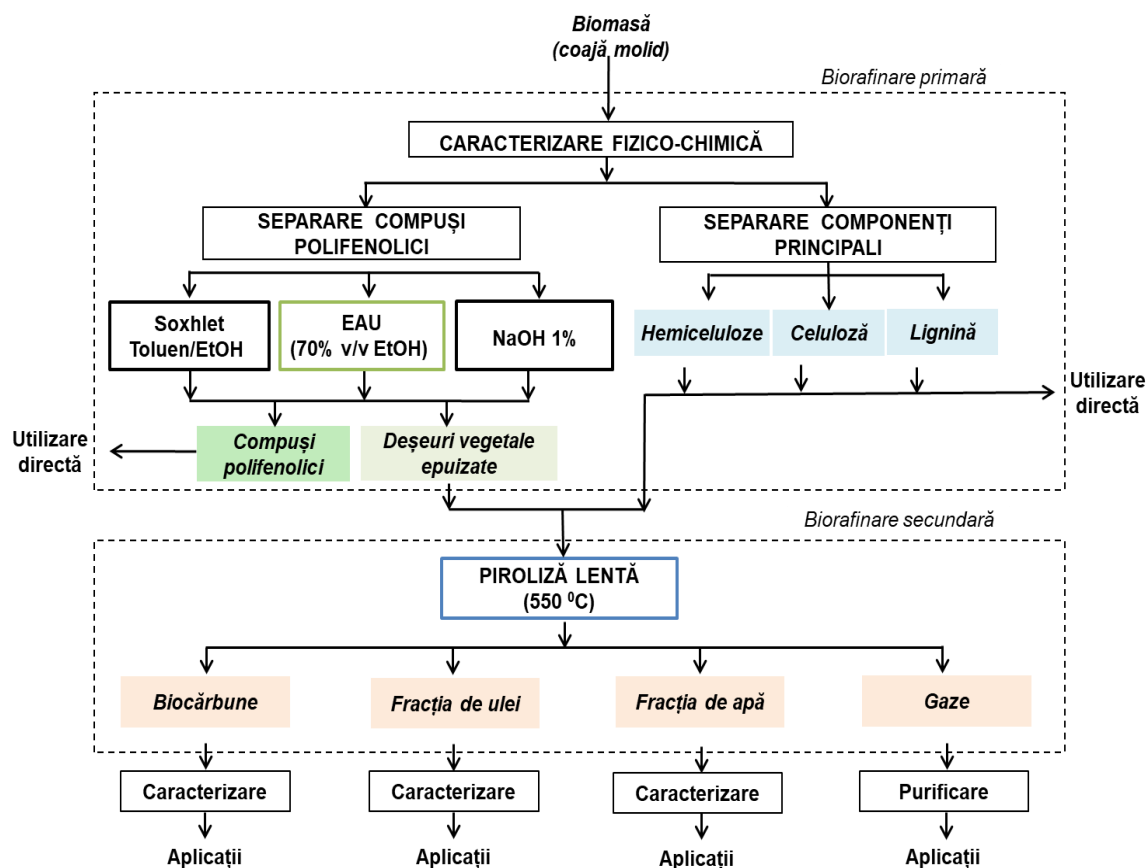 Biomasă
(coajă molid)
Biorafinare primară
CARACTERIZARE FIZICO-CHIMICĂ
SEPARARE COMPUȘI
POLIFENOLICI
SEPARARE COMPONENȚI
PRINCIPALI
Soxhlet
Toluen/EtOH
EAU
(70% v/v EtOH)
NaOH 1%
Hemiceluloze
Celuloză
Lignină
Utilizare
directă
Utilizare
directă
Compuși
polifenolici
Deșeuri vegetale
epuizate
Biorafinare secundară
PIROLIZĂ LENTĂ
(550 ⁰C)
Biocărbune
Fracția de ulei
Fracția de apă
Gaze
Caracterizare
Caracterizare
Caracterizare
Purificare
Aplicații
Aplicații
Aplicații
Aplicații